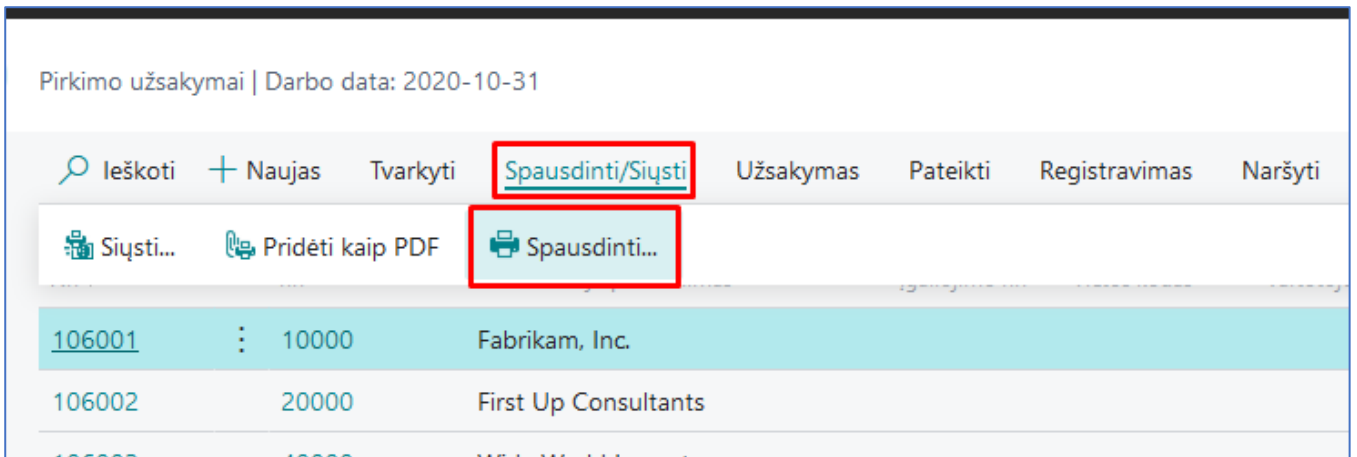 Pirkimo užsakymai | Darbo data: 2020-10-31
Ieškoti Naujas Tvarkyti Spausdinti/Siųsti Užsakymas Pateikti Registravimas Naršyti
Siųsti... Pridėti kaip PDF Spausdinti...
106001 10000 Fabrikam, Inc.
106002 20000 First Up Consultants